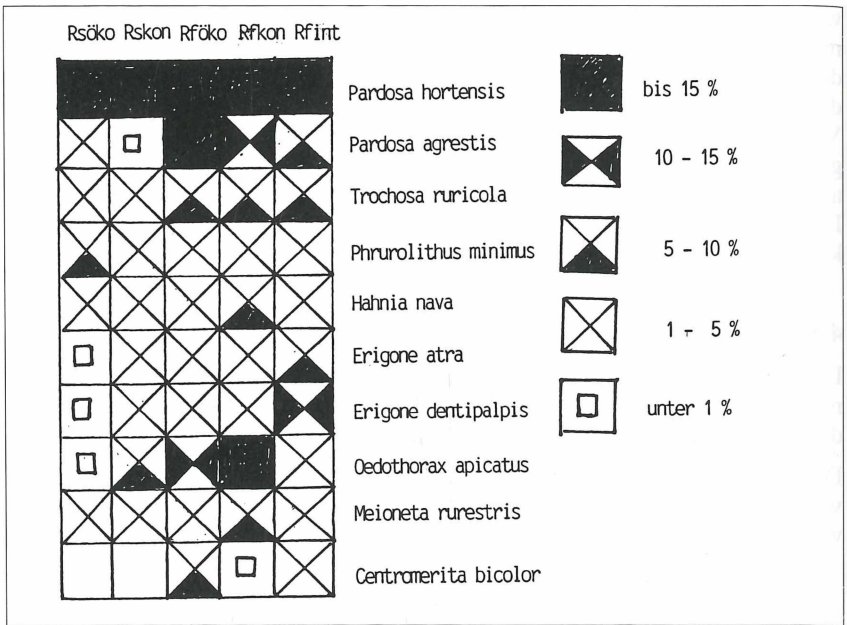 Rsöko Rskon Rföko Rfkon Rfint
Pardosa hortensis
Pardosa agrestis
Trochosa ruricola
Phrurolithus minimus
Hahnia nava
Erigone atra
Erigone dentipalpis
Oedothorax apicatus
Meioneta rurestris
Centromerita bicolor
bis 15 %
10 - 15 %
5 - 10 %
1 - 5 %
unter 1 %